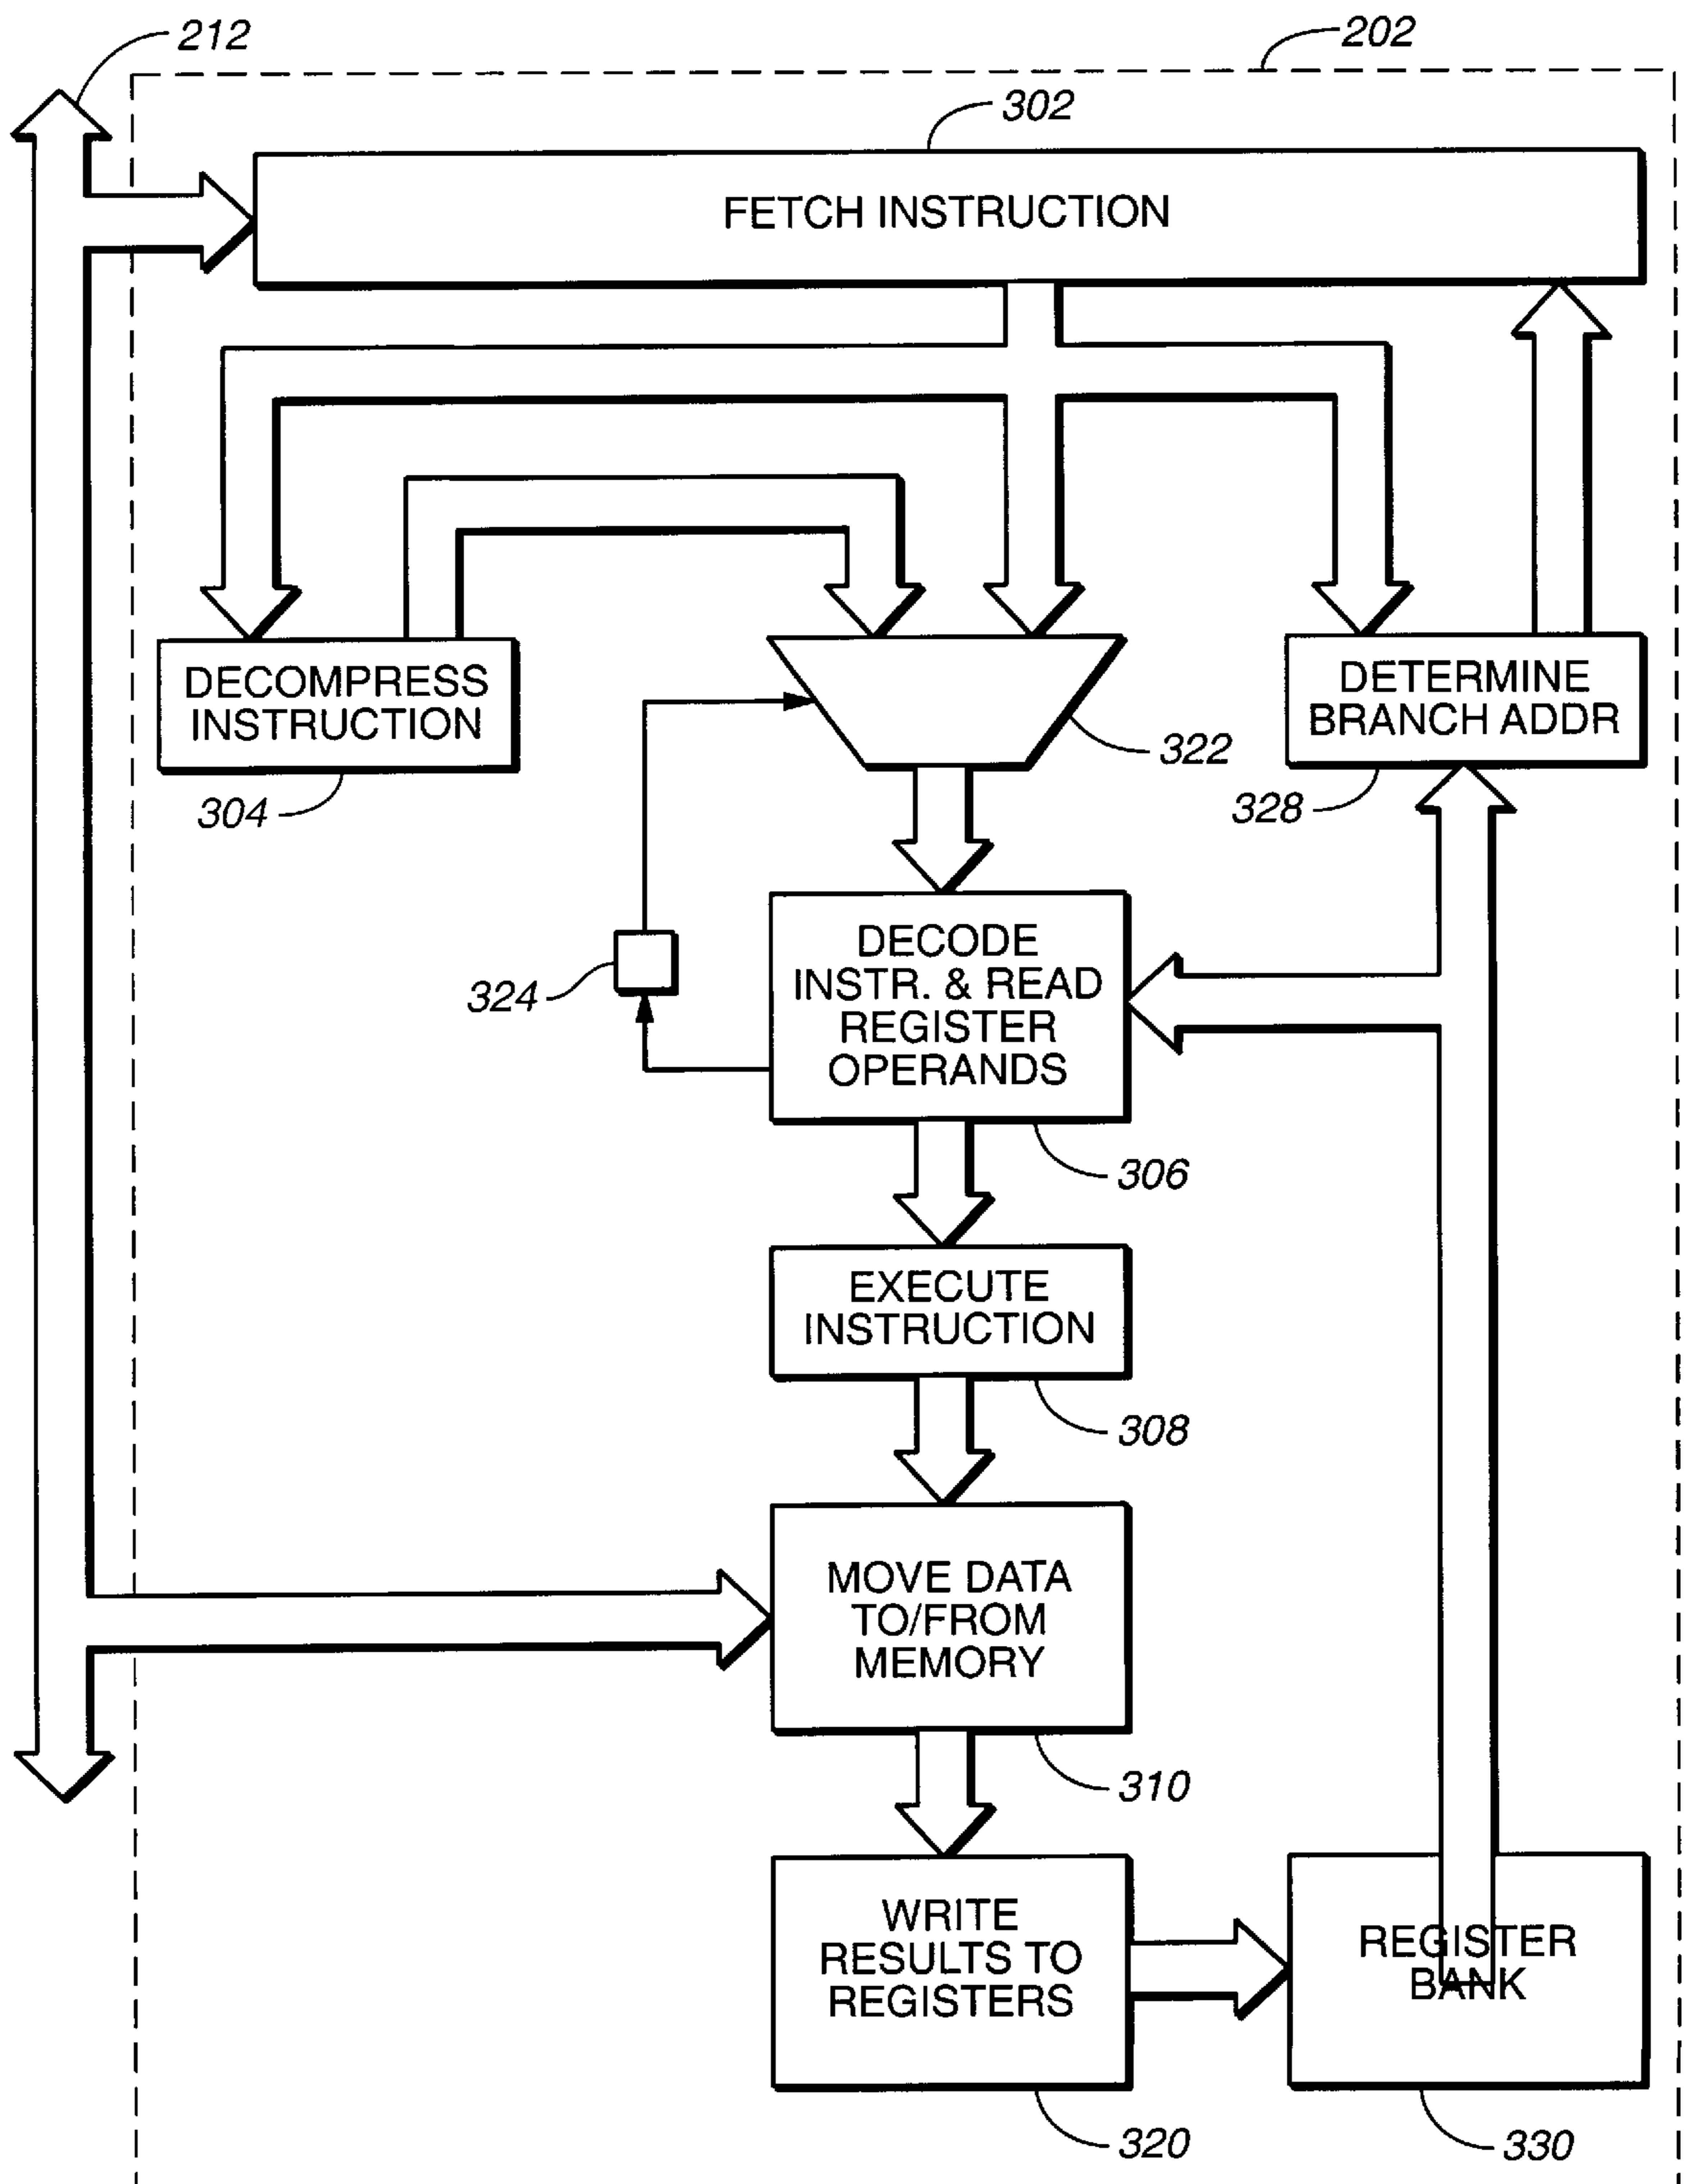 212
202
302
FETCH INSTRUCTION
DECOMPRESS
INSTRUCTION
304
322
DETERMINE
BRANCH ADDR
328
DECODE
INSTR. & READ
REGISTER
OPERANDS
324
306
EXECUTE
INSTRUCTION
308
MOVE DATA
TO/FROM
MEMORY
310
WRITE
RESULTS TO
REGISTERS
320
REGISTER
BANK
330